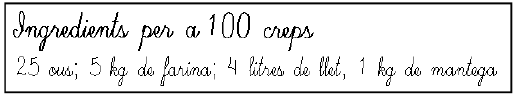 Ingredients per a 100 creps
25 ous; 5 kg de farina; 4 litres de llet, 1 kg de mantega